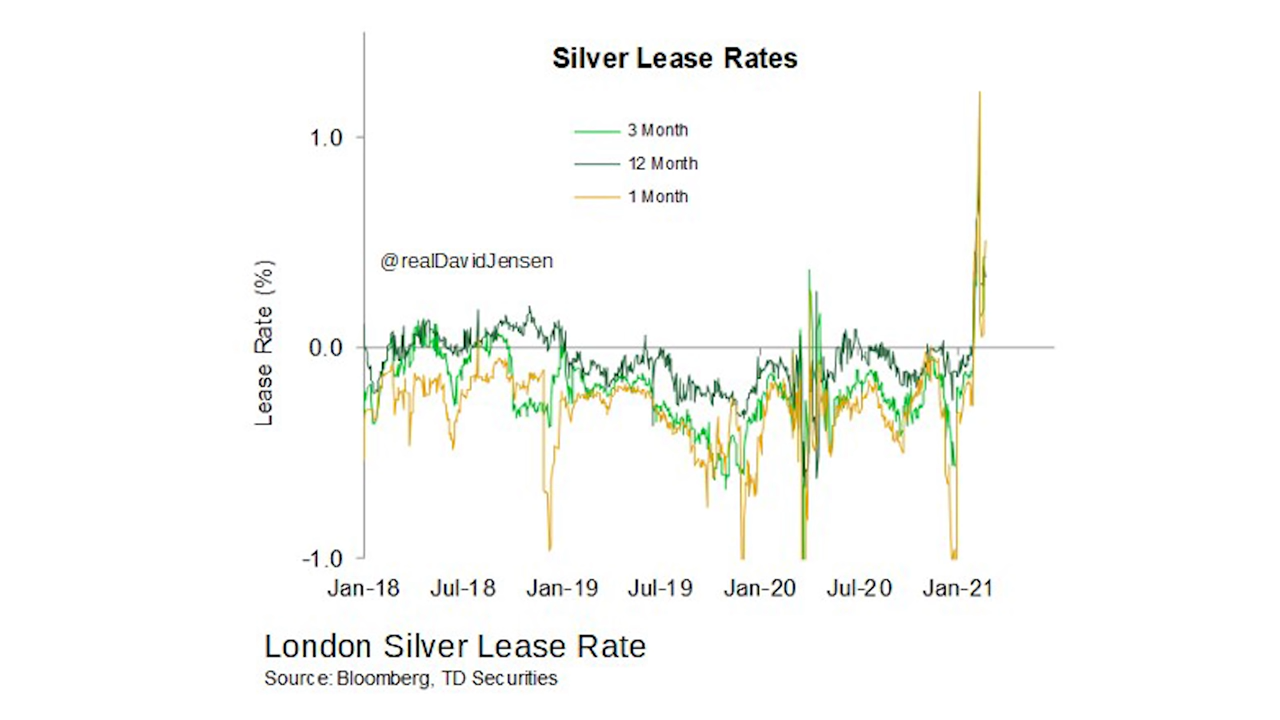 Silver Lease Rates
3 Month
12 Month
1 Month
@realDavidJensen
Lease Rate (%)
1.0
0.0
-1.0
Jan-18 Jul-18 Jan-19 Jul-19 Jan-20 Jul-20 Jan-21
London Silver Lease Rate
Source: Bloomberg, TD Securities